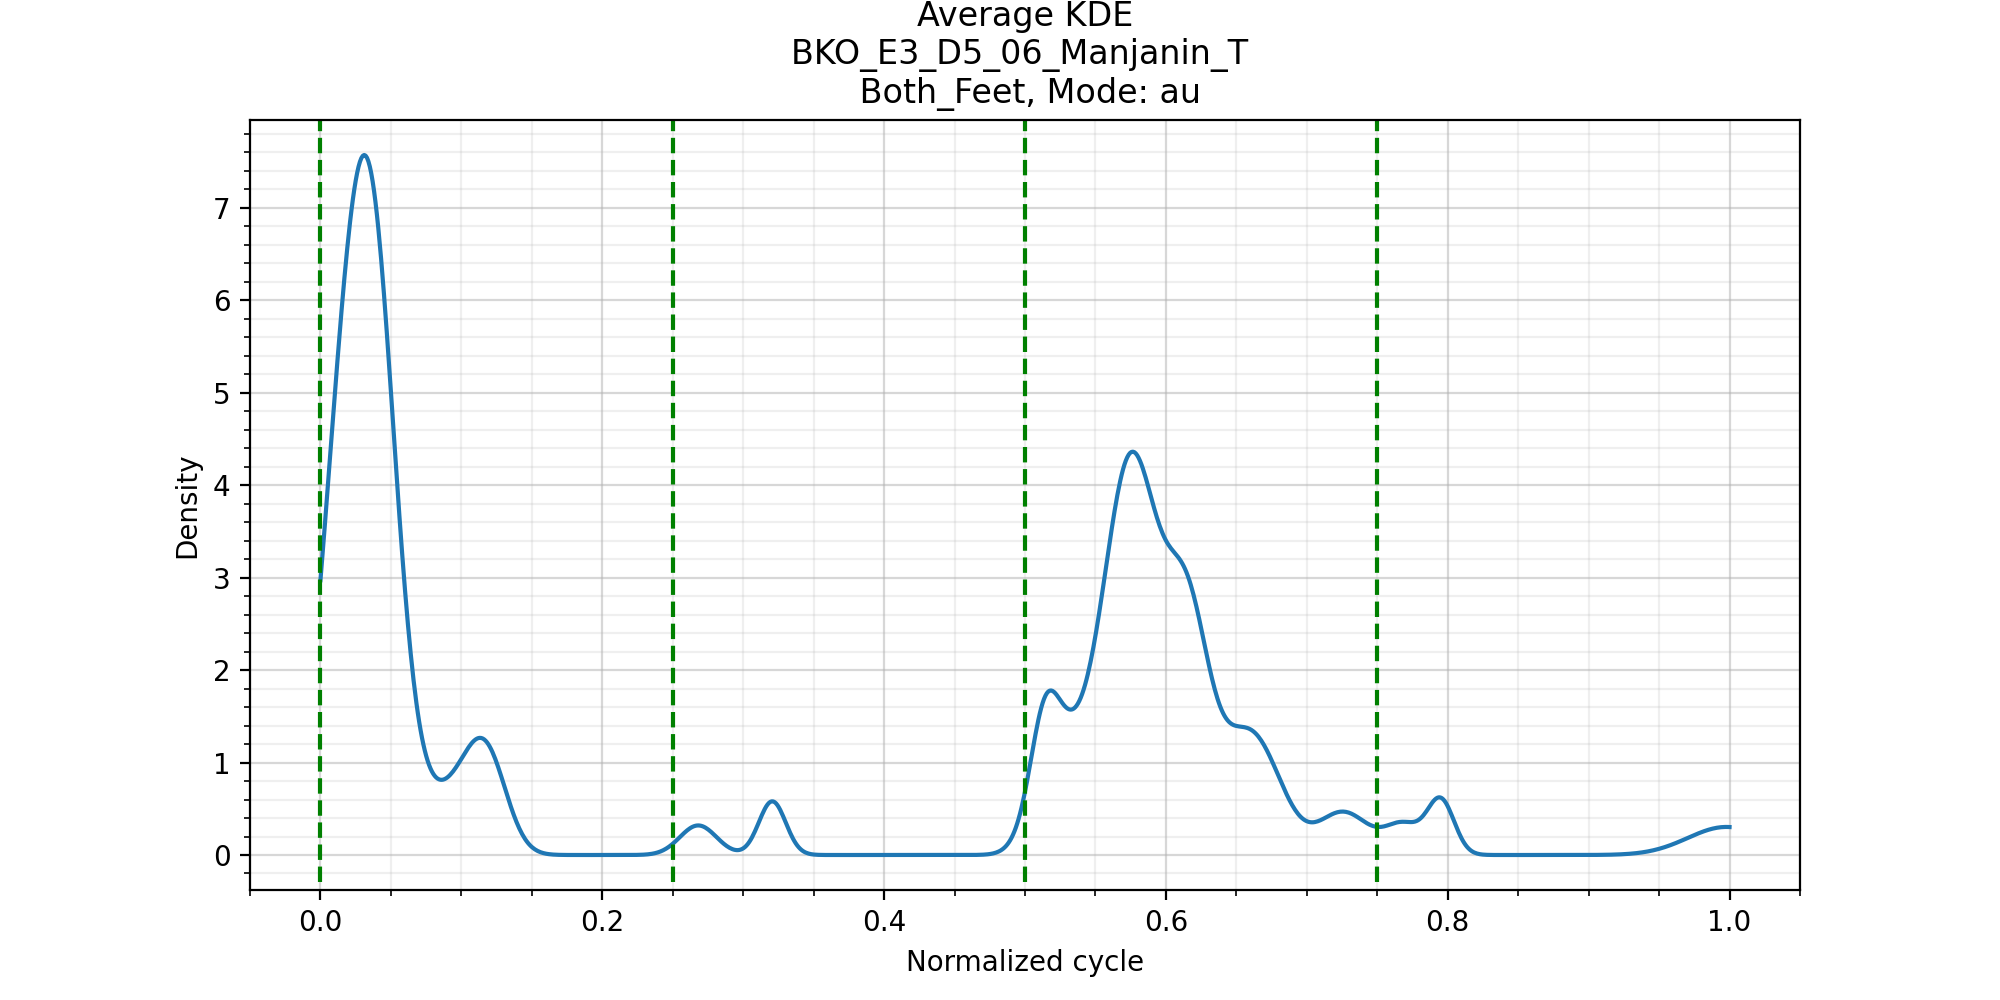 Average KDE
BKO_E3_D5_06_Manjanin_T
Both_Feet, Mode: au
Density
7
6
5
4
3
2
1
0
0.0 0.2 0.4 0.6 0.8 1.0
Normalized cycle